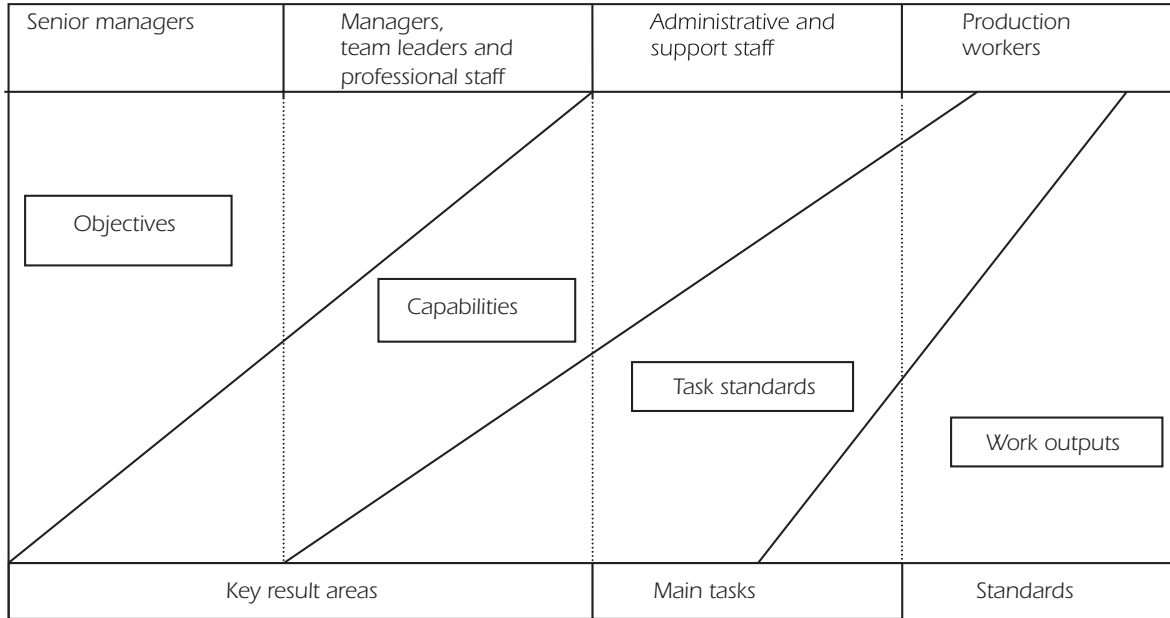 Senior managers
Managers,
team leaders and
professional staff
Administrative and
support staff
Production
workers
Objectives
Capabilities
Task standards
Work outputs
Key result areas
Main tasks
Standards